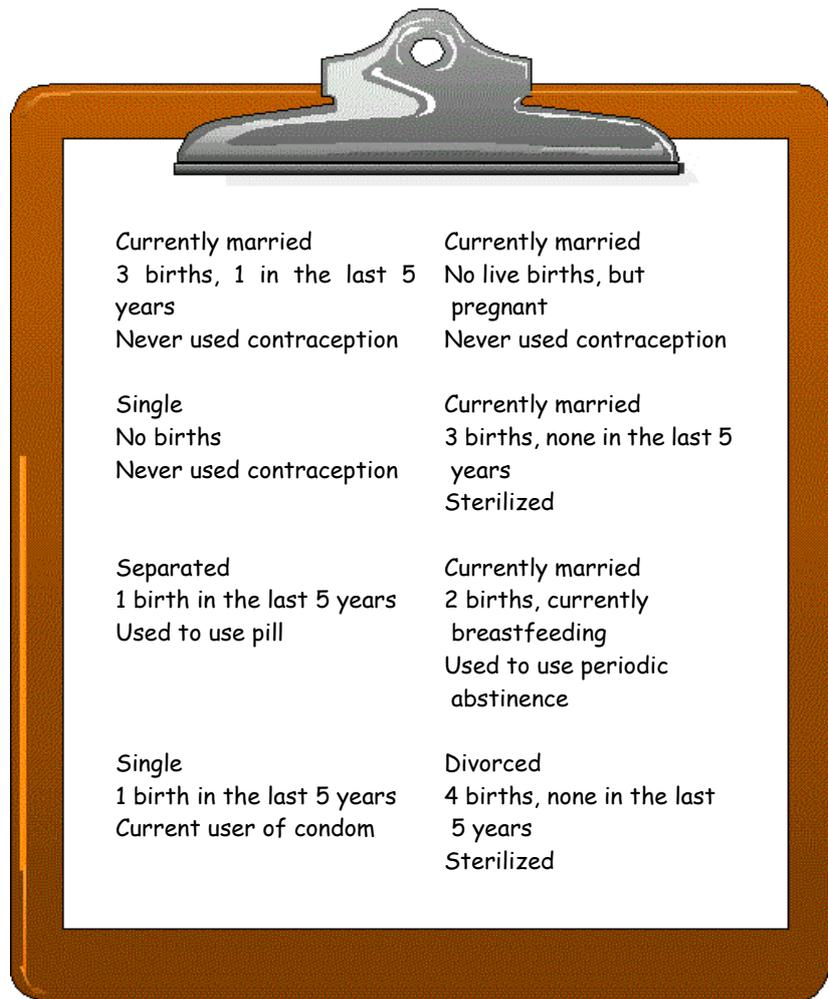 Currently married
3 births, 1 in the last 5
years
Never used contraception
Currently married
No live births, but
pregnant
Never used contraception
Single
No births
Never used contraception
Currently married
3 births, none in the last 5
years
Sterilized
Separated
1 birth in the last 5 years
Used to use pill
Currently married
2 births, currently
breastfeeding
Used to use periodic
abstinence
Single
1 birth in the last 5 years
Current user of condom
Divorced
4 births, none in the last
5 years
Sterilized